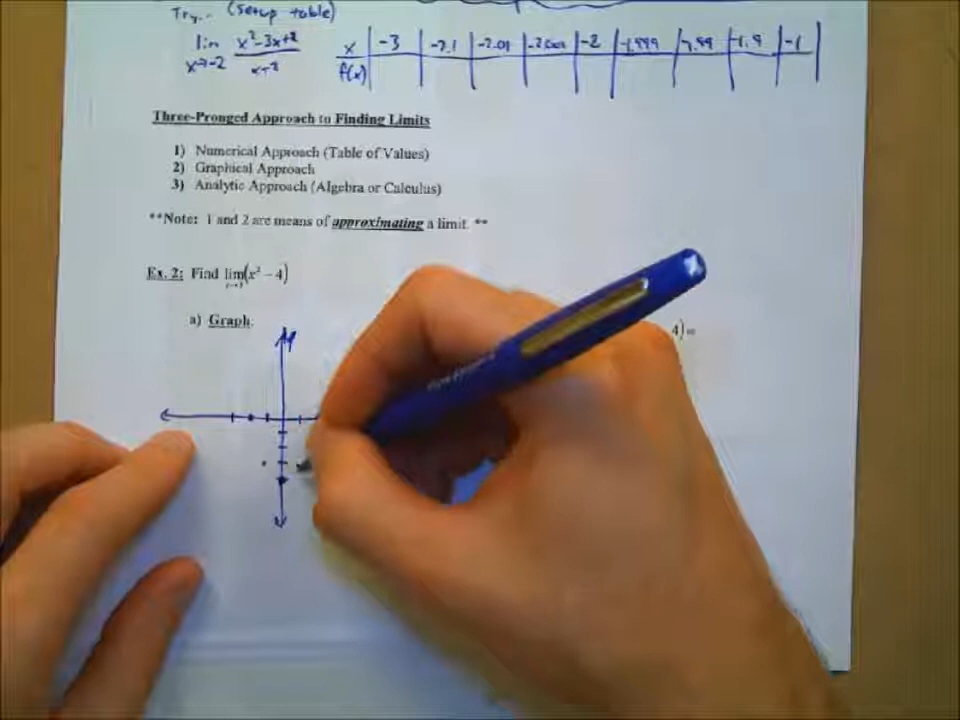 Try.. (setup table)
lim x²-3x+2
x→-2 x+2
x -3 -2.1 -2.01 -2.001 -2 -1.999 -1.99 -1.9 -1
f(x)
Three-Pronged Approach to Finding Limits
1) Numerical Approach (Table of Values)
2) Graphical Approach
3) Analytic Approach (Algebra or Calculus)
**Note: 1 and 2 are means of approximating a limit. **
Ex. 2: Find lim(x² - 4)
a) Graph.
4)=